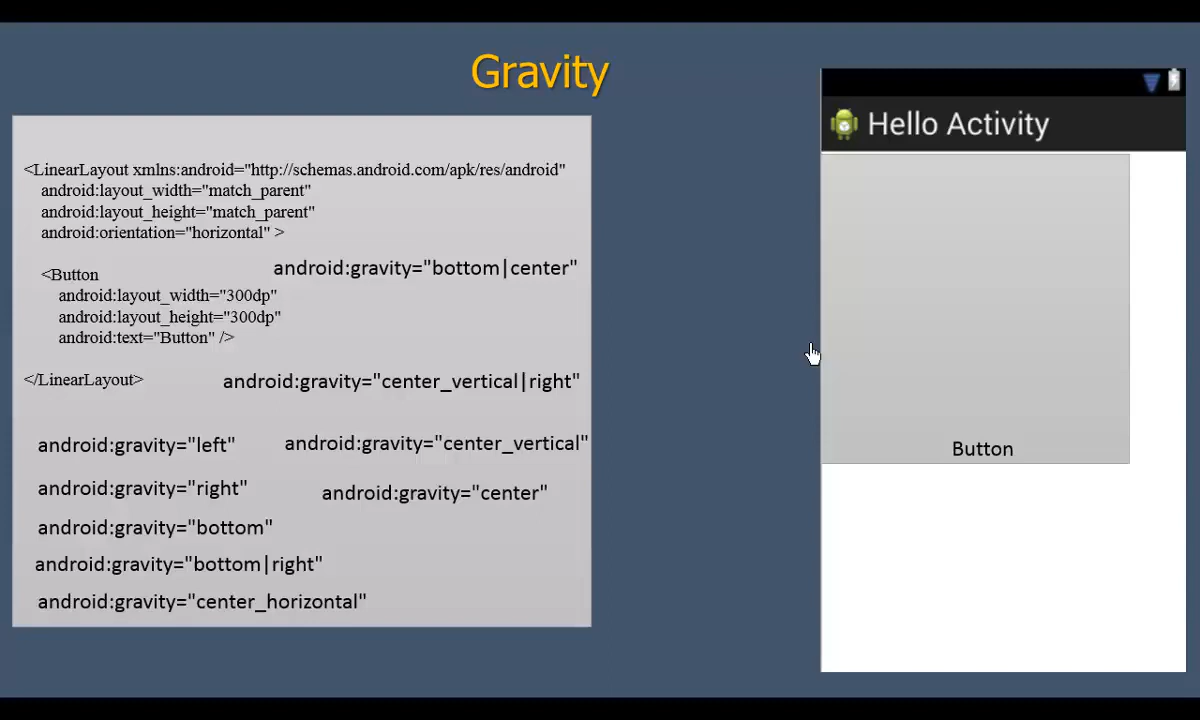 Gravity
<LinearLayout xmlns:android="http://schemas.android.com/apk/res/android"
android:layout_width="match_parent"
android:layout_height="match_parent"
android:orientation="horizontal" >
<Button
android:gravity="bottom|center"
android:layout_width="300dp"
android:layout_height="300dp"
android:text="Button" />
</LinearLayout>
android:gravity="center_vertical|right"
android:gravity="left"
android:gravity="center_vertical"
android:gravity="right"
android:gravity="center"
android:gravity="bottom"
android:gravity="bottom|right"
android:gravity="center_horizontal"
Hello Activity
Button